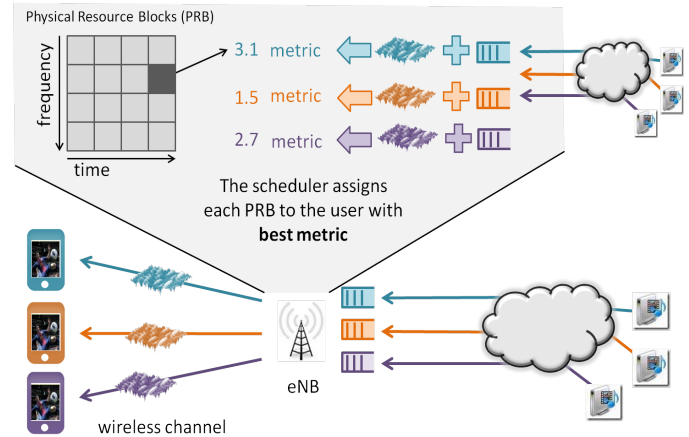 Physical Resource Blocks (PRB)
frequency
time
3.1 metric
1.5 metric
2.7 metric
The scheduler assigns
each PRB to the user with
best metric
eNB
wireless channel